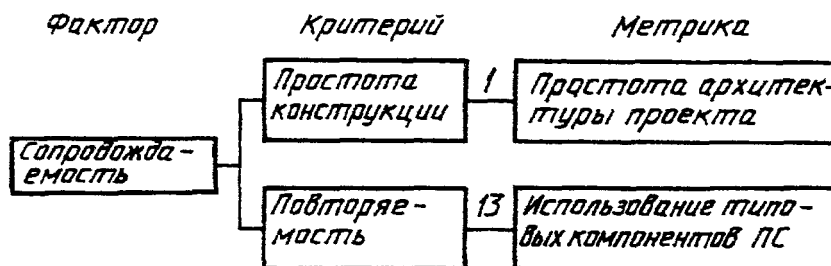 Фактор Критерий Метрика
Простота
конструкции
1
Простота архитек-
туры проекта
Сопровожда-
емость
Повторяе-
мость
13
Использование типо-
вых компонентов ПС